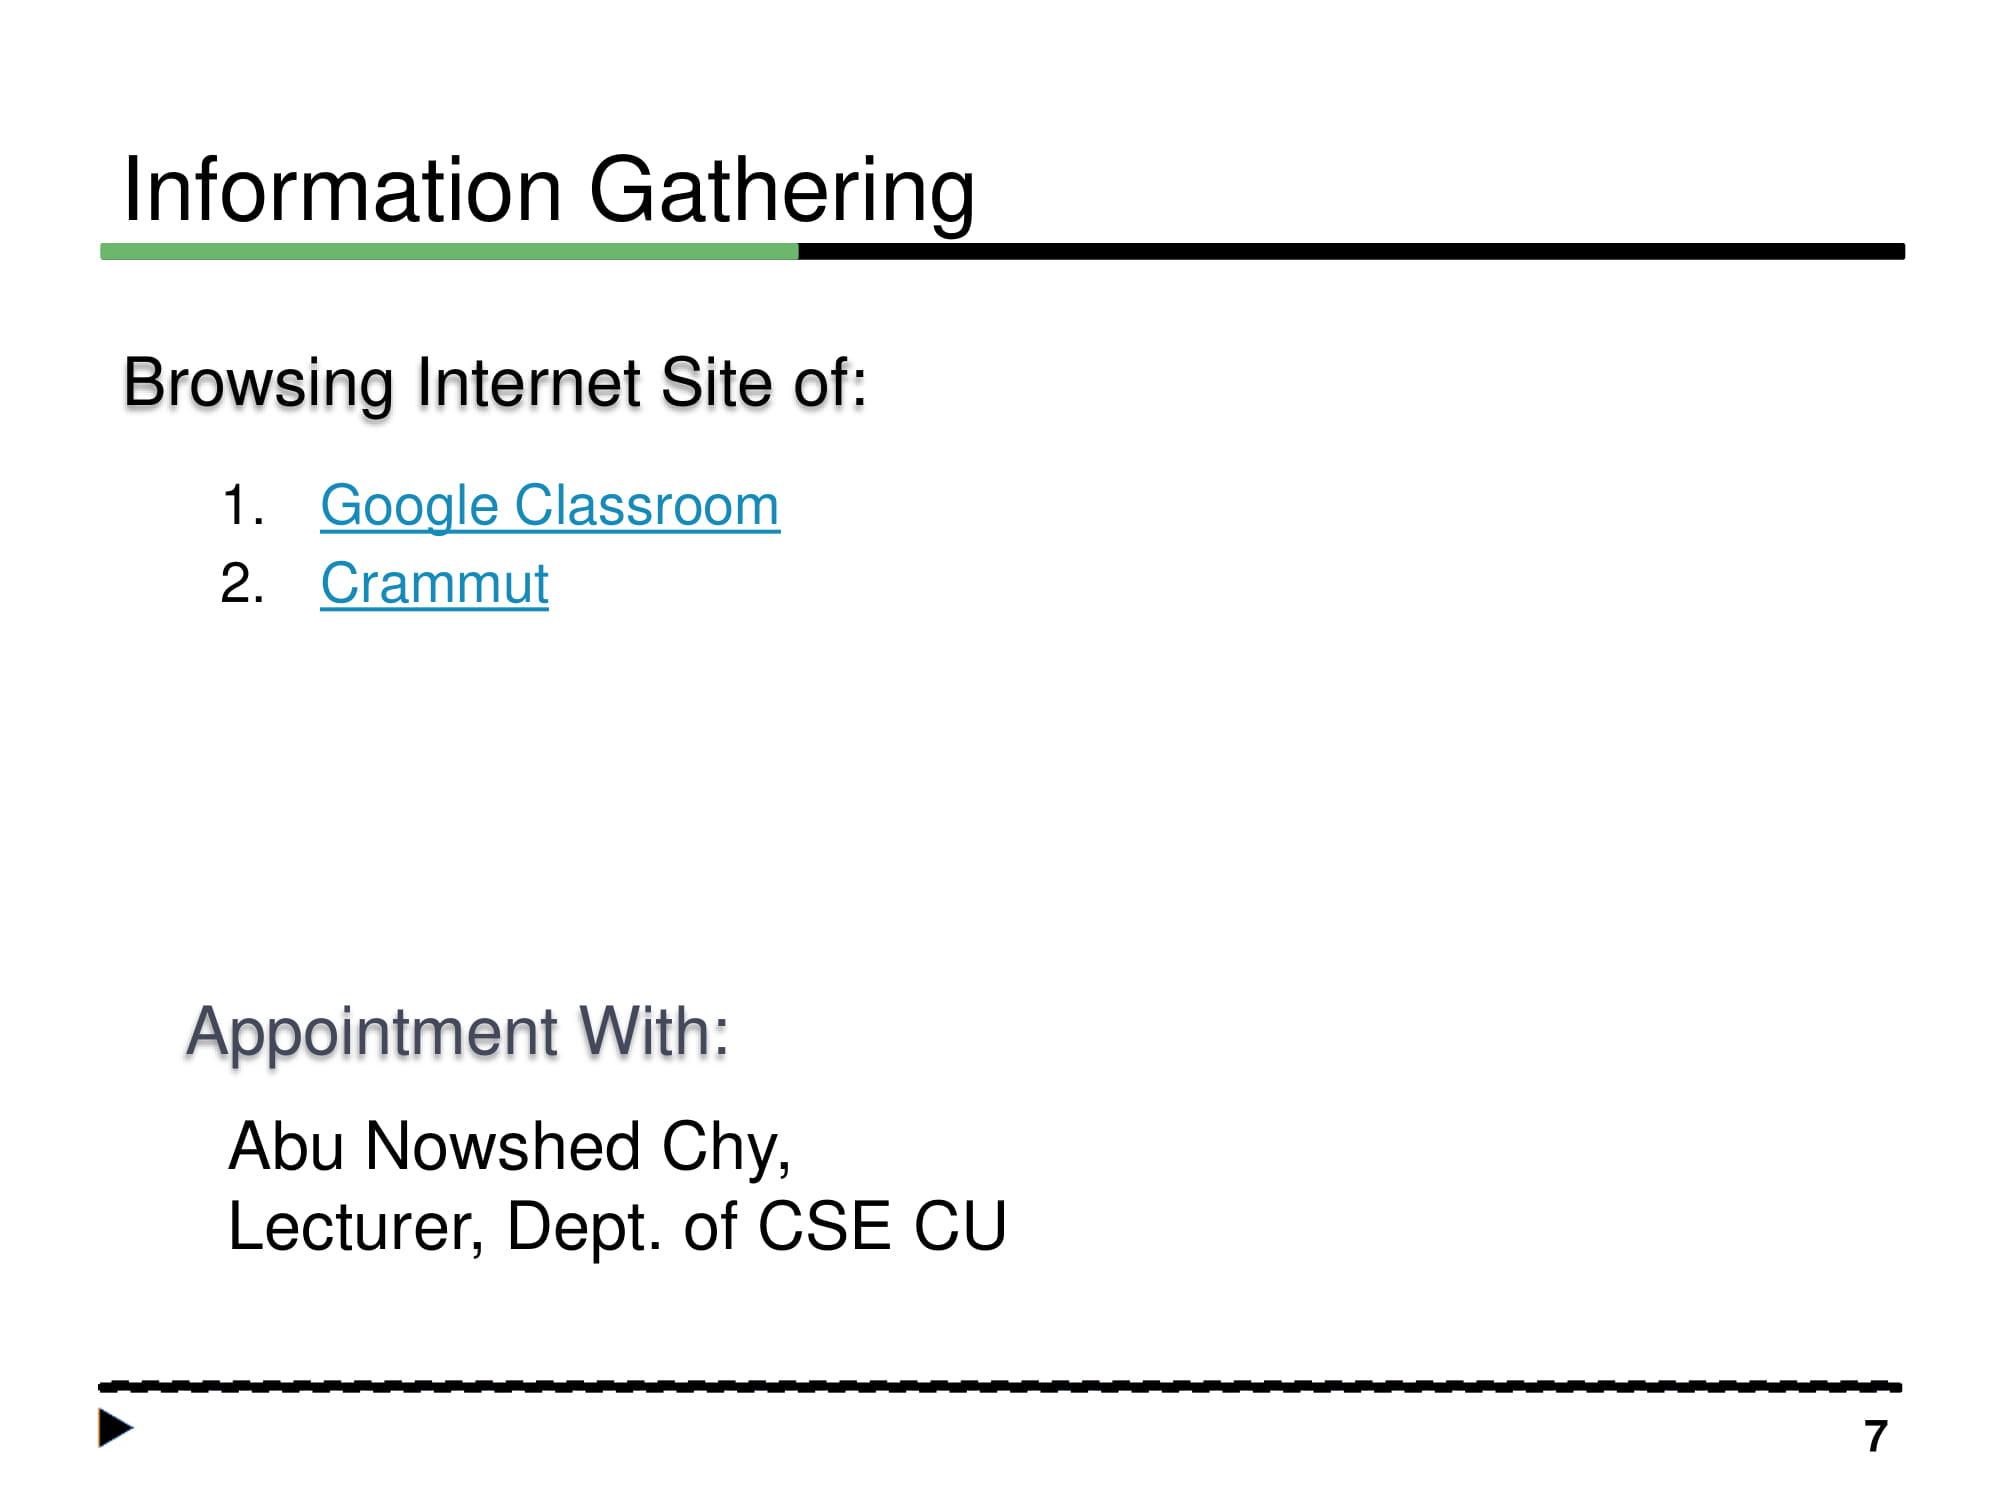 Information Gathering
Browsing Internet Site of:
1. Google Classroom
2. Crammut
Appointment With:
Abu Nowshed Chy,
Lecturer, Dept. of CSE CU
7